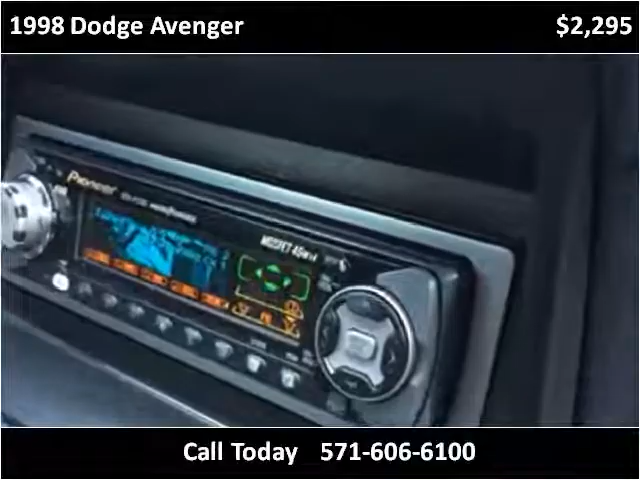 1998 Dodge Avenger $2,295
Pioneer
MOSFET 45W×4
Call Today 571-606-6100